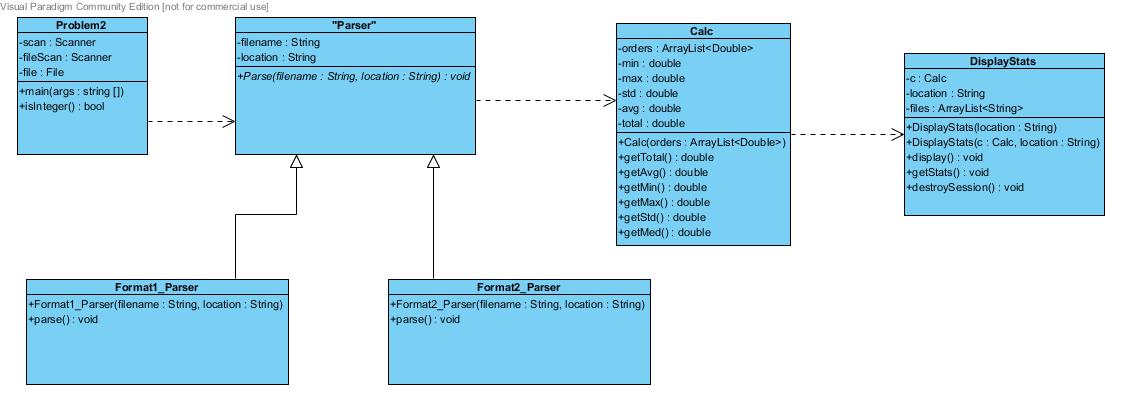 Visual Paradigm Community Edition [not for commercial use]
Problem2
-scan : Scanner
-fileScan : Scanner
-file : File
+main(args : string [])
+isInteger() : bool
"Parser"
-filename : String
-location : String
+Parse(filename : String, location : String) : void
Calc
-orders : ArrayList<Double>
-min : double
-max : double
-std : double
-avg : double
-total : double
+Calc(orders : ArrayList<Double>)
+getTotal() : double
+getAvg() : double
+getMin() : double
+getMax() : double
+getStd() : double
+getMed() : double
DisplayStats
-c : Calc
-location : String
-files : ArrayList<String>
+DisplayStats(location : String)
+DisplayStats(c : Calc, location : String)
+display() : void
+getStats() : void
+destroySession() : void
Format1_Parser
+Format1_Parser(filename : String, location : String)
+parse() : void
Format2_Parser
+Format2_Parser(filename : String, location : String)
+parse() : void